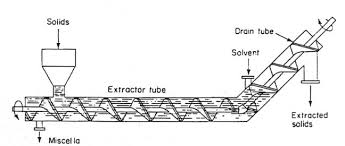 Solids
Drain tube
Solvent
Extractor tube
Extracted
solids
Miscella